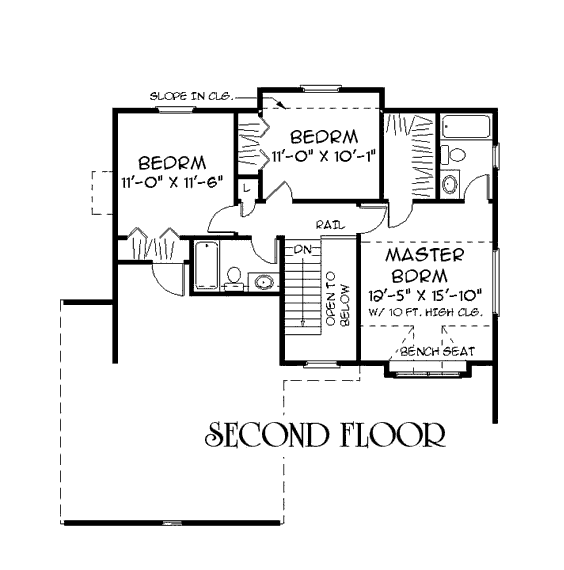 SLOPE IN CLG.
BEDRM
11'-0" X 10'-1"
BEDRM
11'-0" X 11'-6"
L
RAIL
DN
OPEN TO
BELOW
MASTER
BDRM
12'-5" X 15'-10"
W/ 10 FT. HIGH CLG.
BENCH SEAT
SECOND FLOOR